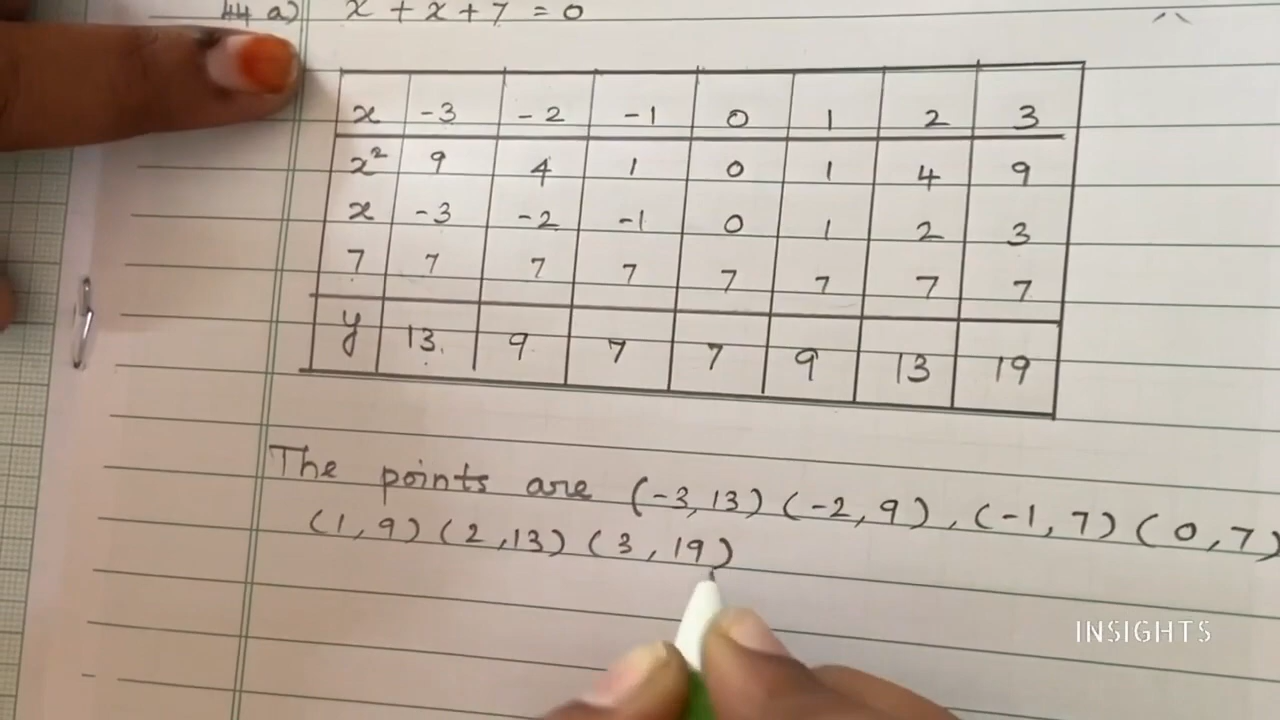 44 a) x + x + 7 = 0
x -3 -2 -1 0 1 2 3
x² 9 4 1 0 1 4 9
x -3 -2 -1 0 1 2 3
7 7 7 7 7 7 7 7
y 13. 9 7 7 9 13 19
The points are (-3,13) (-2,9), (-1,7) (0,7)
(1,9) (2,13) (3,19)
INSIGHTS